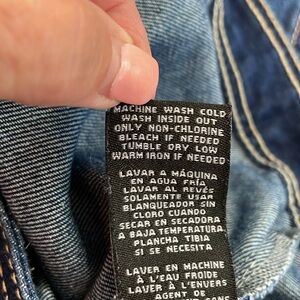 MACHINE WASH COLD
WASH INSIDE OUT
ONLY NON-CHLORINE
BLEACH IF NEEDED
TUMBLE DRY LOW
WARM IRON IF NEEDED
LAVAR A MÁQUINA
EN AGUA FRÍA
LAVAR AL REVÉS
SOLAMENTE USAR
BLANQUEADOR SIN
CLORO CUANDO
SECAR EN SECADORA
A BAJA TEMPERATURA
PLANCHA TIBIA
SI SE NECESITA
LAVER EN MACHINE
À L'EAU FROIDE
LAVER À L'ENVERS
AGENT DE